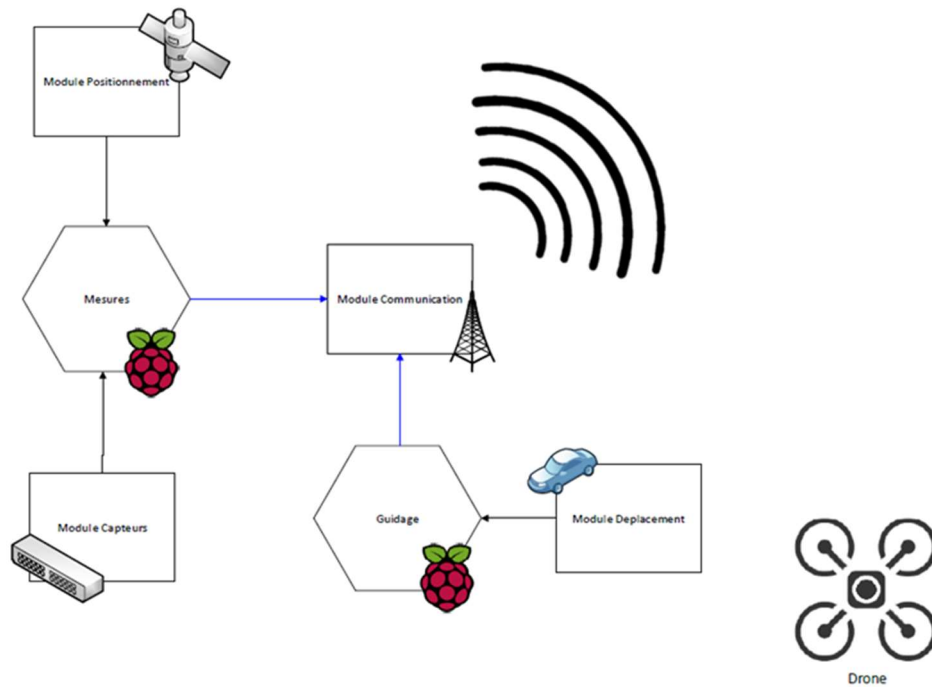 Module Positionnement
Mesures
Module Communication
Module Capteurs
Guidage
Module Deplacement
Drone